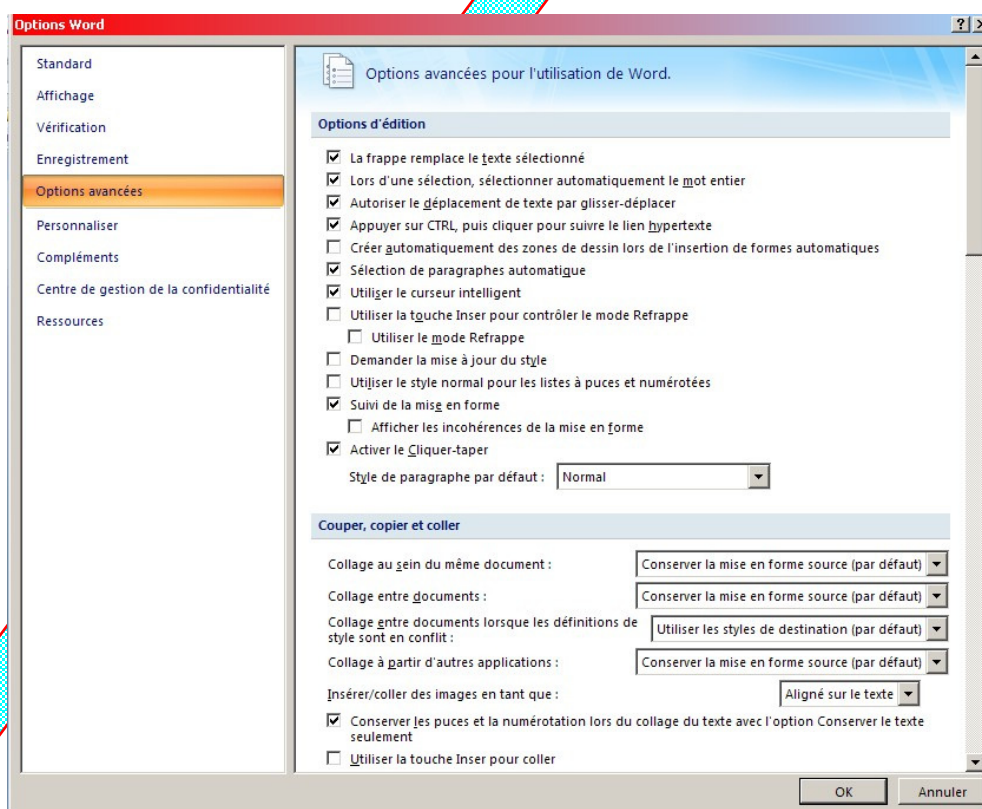 Options Word
Standard
Affichage
Vérification
Enregistrement
Options avancées
Personnaliser
Compléments
Centre de gestion de la confidentialité
Ressources
Options avancées pour l'utilisation de Word.
Options d'édition
La frappe remplace le texte sélectionné
Lors d'une sélection, sélectionner automatiquement le mot entier
Autoriser le déplacement de texte par glisser-déplacer
Appuyer sur CTRL, puis cliquer pour suivre le lien hypertexte
Créer automatiquement des zones de dessin lors de l'insertion de formes automatiques
Sélection de paragraphes automatique
Utiliser le curseur intelligent
Utiliser la touche Inser pour contrôler le mode Refrappe
Utiliser le mode Refrappe
Demander la mise à jour du style
Utiliser le style normal pour les listes à puces et numérotées
Suivi de la mise en forme
Afficher les incohérences de la mise en forme
Activer le Cliquer-taper
Style de paragraphe par défaut : Normal
Couper, copier et coller
Collage au sein du même document : Conserver la mise en forme source (par défaut)
Collage entre documents : Conserver la mise en forme source (par défaut)
Collage entre documents lorsque les définitions de
style sont en conflit : Utiliser les styles de destination (par défaut)
Collage à partir d'autres applications : Conserver la mise en forme source (par défaut)
Insérer/coller des images en tant que : Aligné sur le texte
Conserver les puces et la numérotation lors du collage du texte avec l'option Conserver le texte
seulement
Utiliser la touche Inser pour coller
OK Annuler